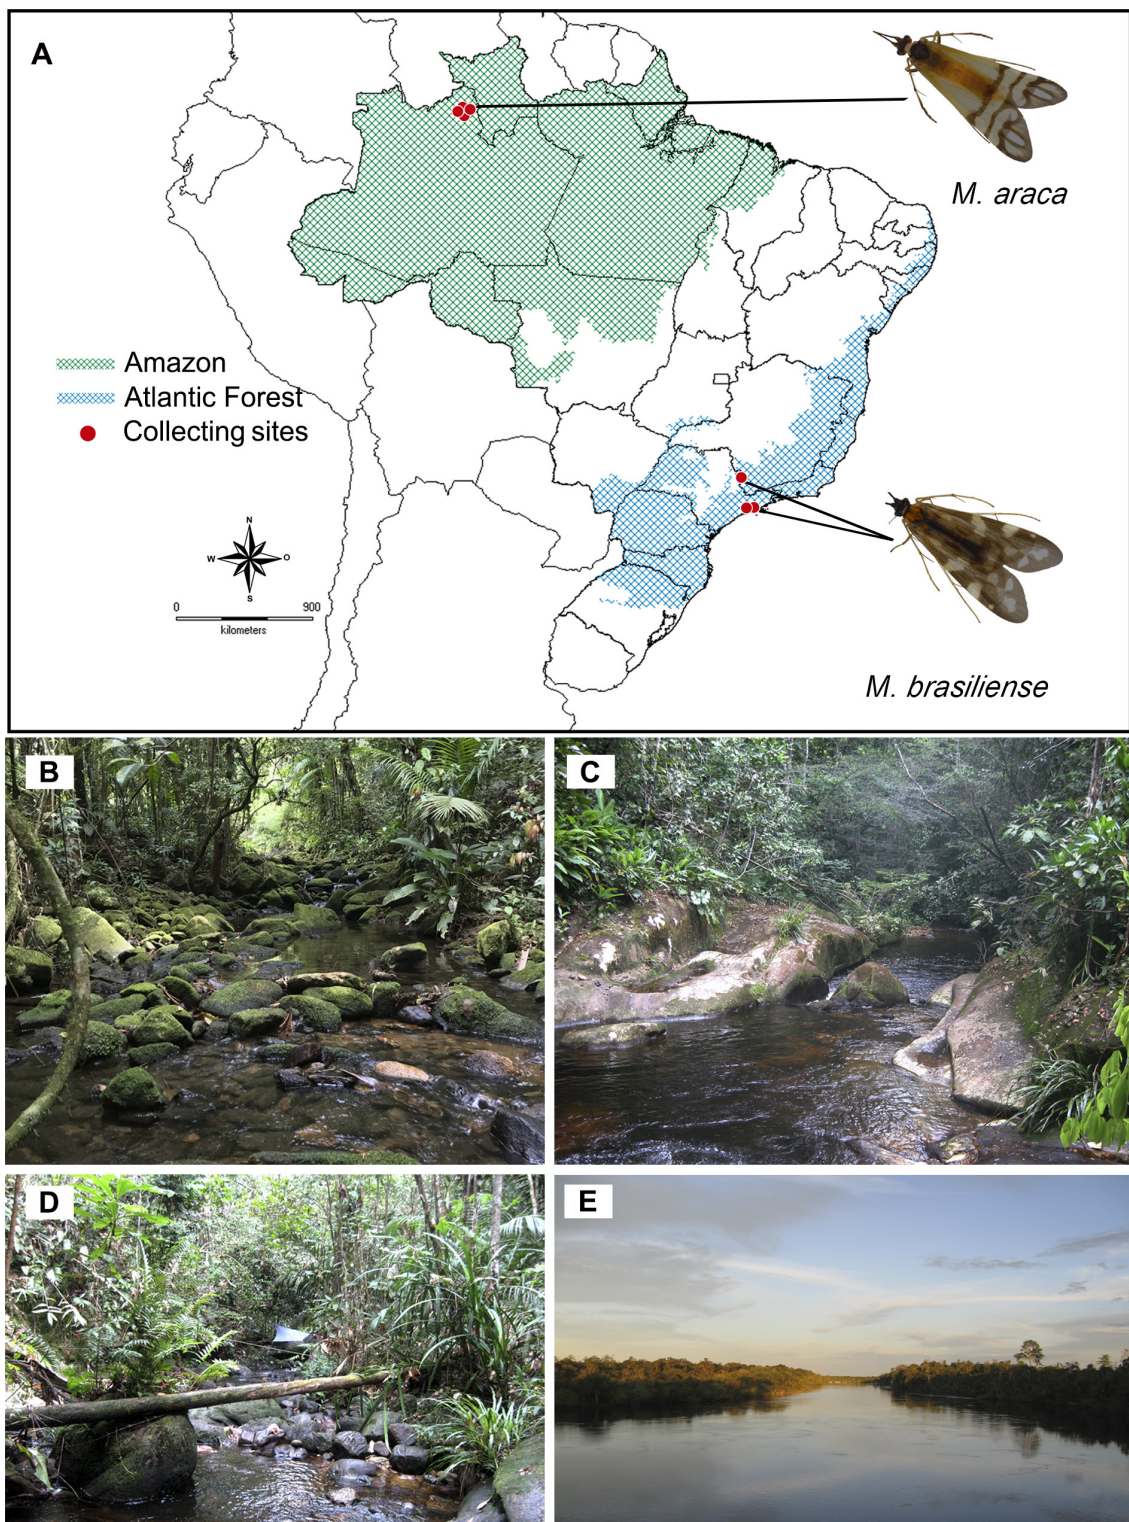 A
M. araca
Amazon
Atlantic Forest
Collecting sites
N
W
O
S
0 900
kilometers
M. brasiliense
B
C
D
E